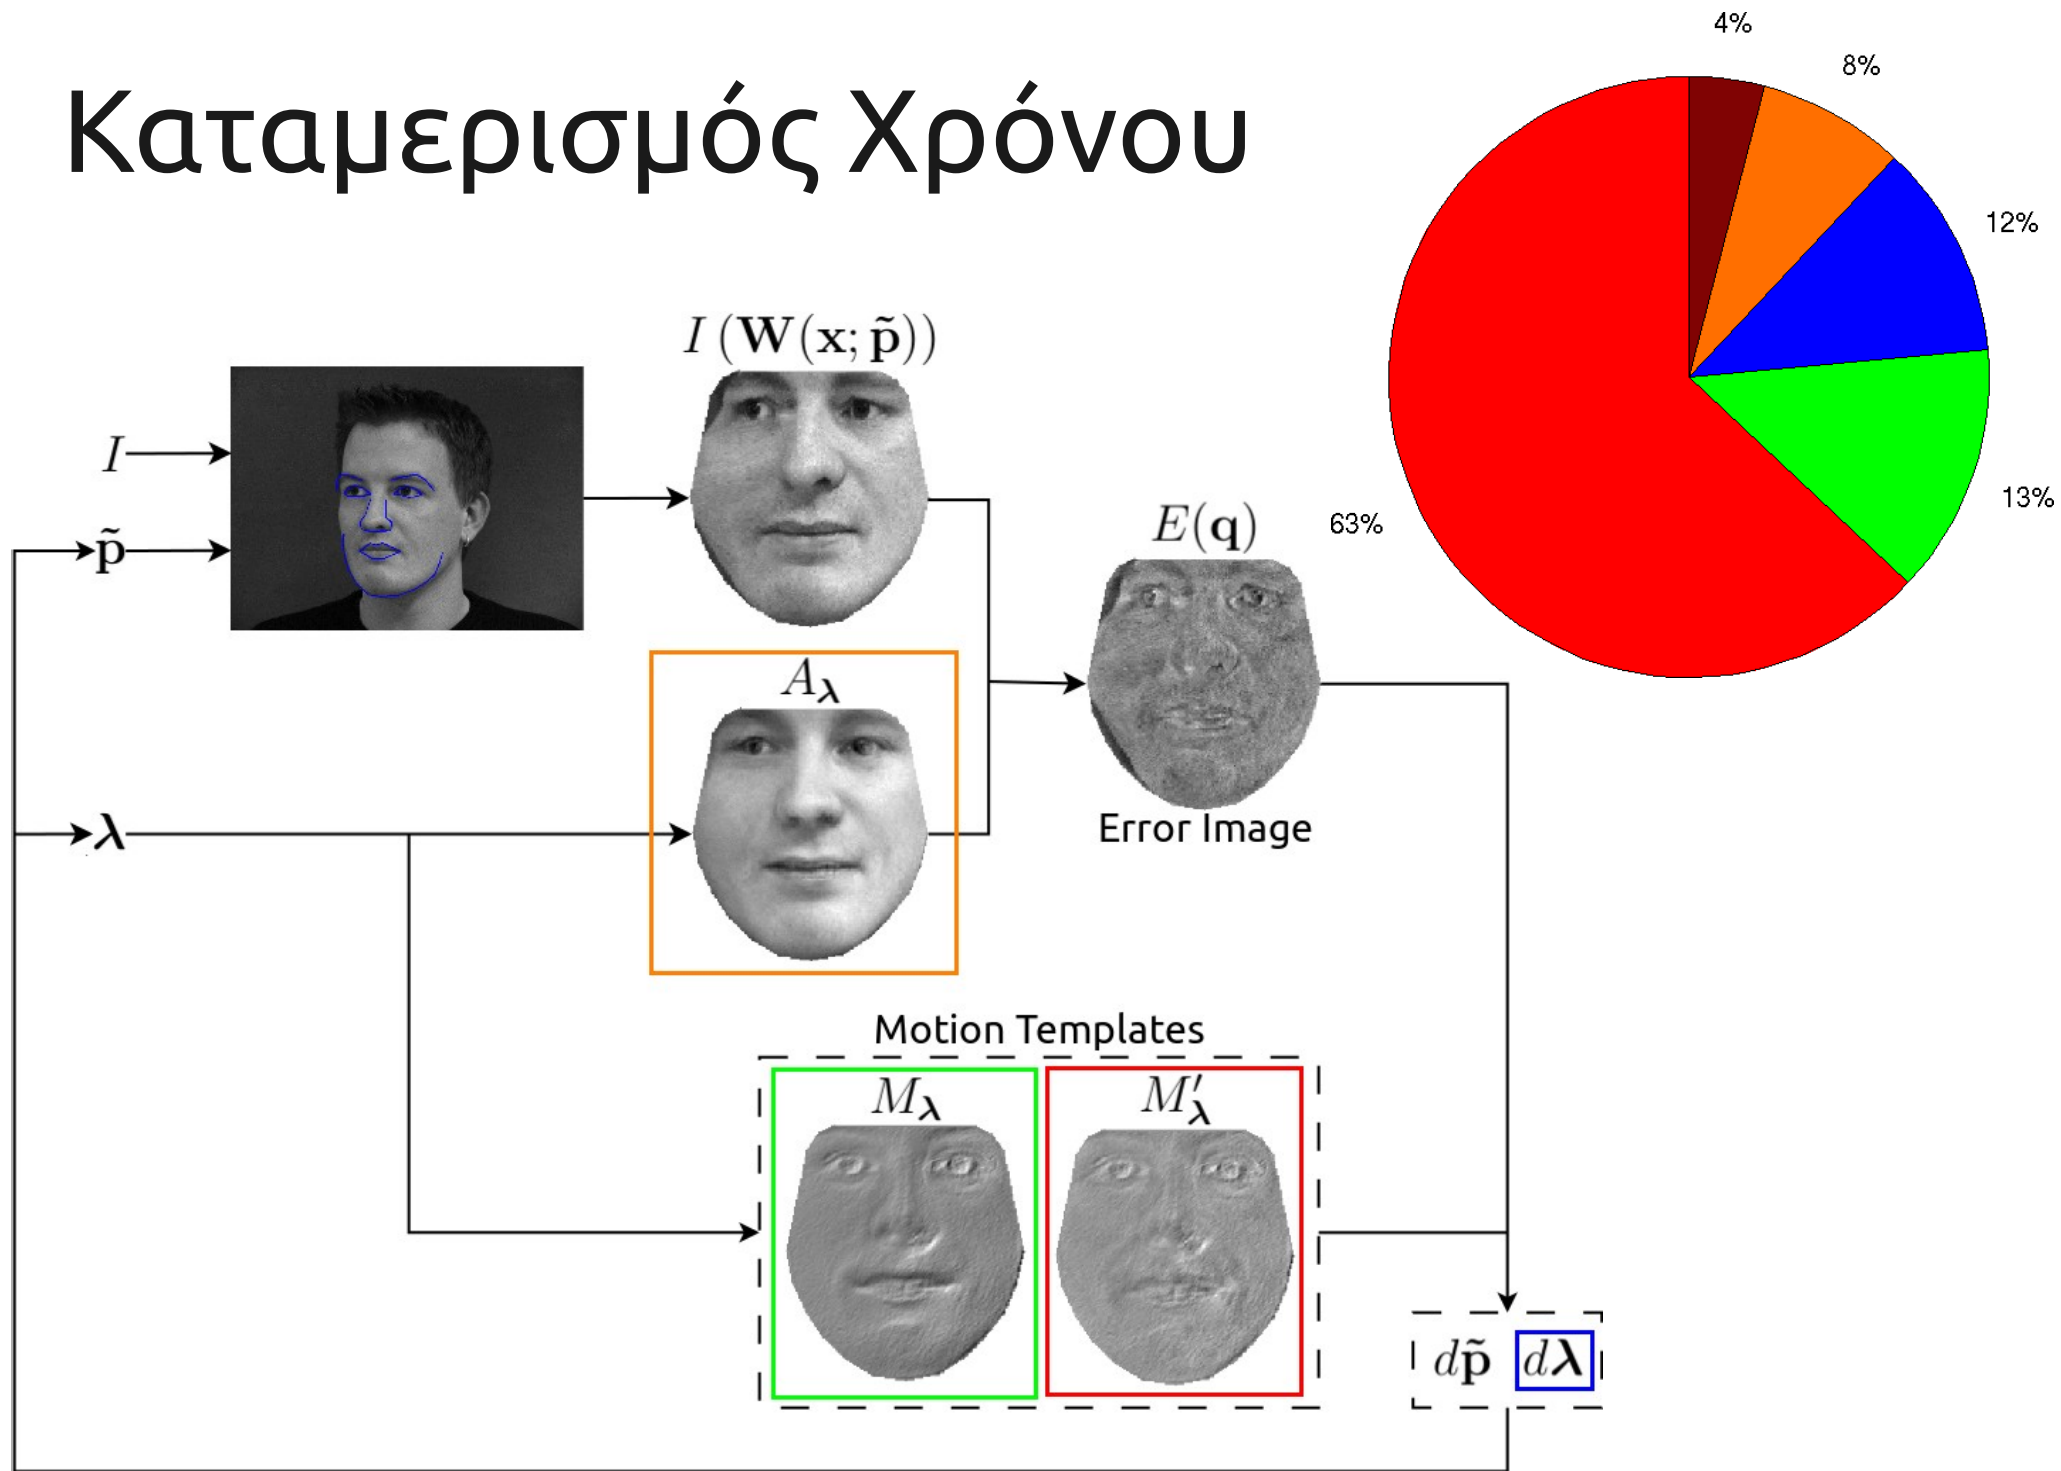 Καταμερισμός Χρόνου
4%
8%
12%
13%
63%
I (W(x; p̃))
I
p̃
E(q)
A_λ
λ
Error Image
Motion Templates
M_λ
M′_λ
dp̃
dλ